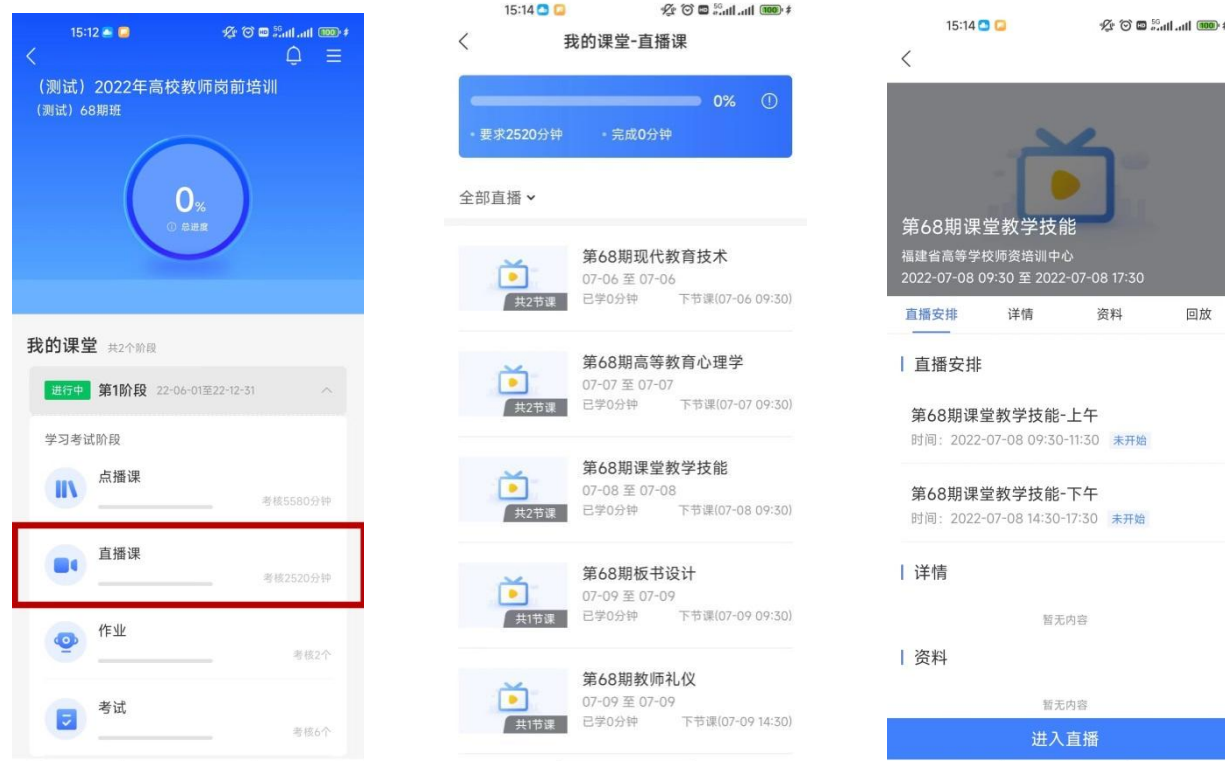 15:12
5G
100
（测试）2022年高校教师岗前培训
（测试）68期班
0%
总进度
我的课堂 共2个阶段
进行中 第1阶段 22-06-01至22-12-31
学习考试阶段
点播课
考核5580分钟
直播课
考核2520分钟
作业
考核2个
考试
考核6个
15:14
5G
100
我的课堂-直播课
0%
• 要求2520分钟 • 完成0分钟
全部直播
第68期现代教育技术
07-06 至 07-06
共2节课 已学0分钟 下节课(07-06 09:30)
第68期高等教育心理学
07-07 至 07-07
共2节课 已学0分钟 下节课(07-07 09:30)
第68期课堂教学技能
07-08 至 07-08
共2节课 已学0分钟 下节课(07-08 09:30)
第68期板书设计
07-09 至 07-09
共1节课 已学0分钟 下节课(07-09 09:30)
第68期教师礼仪
07-09 至 07-09
共1节课 已学0分钟 下节课(07-09 14:30)
15:14
5G
100
第68期课堂教学技能
福建省高等学校师资培训中心
2022-07-08 09:30 至 2022-07-08 17:30
直播安排 详情 资料 回放
直播安排
第68期课堂教学技能-上午
时间：2022-07-08 09:30-11:30 未开始
第68期课堂教学技能-下午
时间：2022-07-08 14:30-17:30 未开始
详情
暂无内容
资料
暂无内容
进入直播